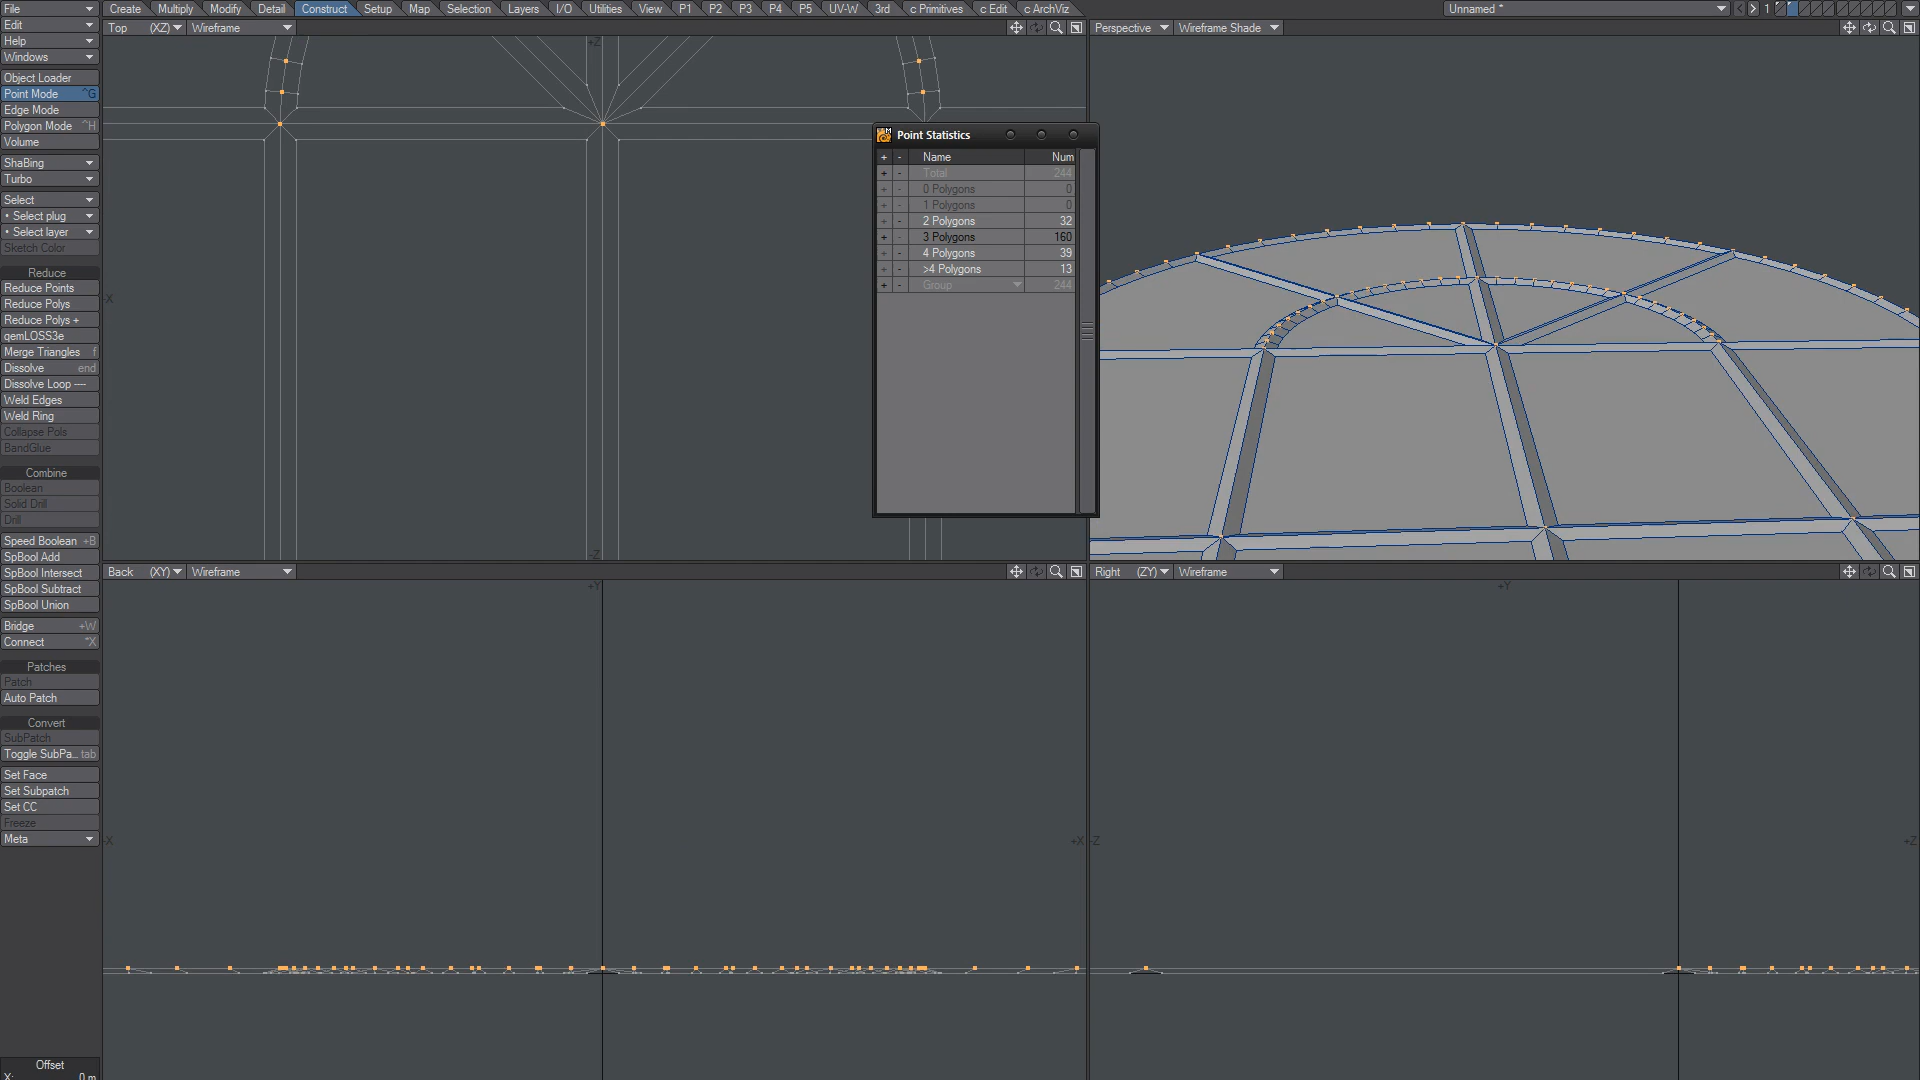 File Create Multiply Modify Detail Construct Setup Map Selection Layers I/O Utilities View P1 P2 P3 P4 P5 UV-W 3rd c Primitives c Edit c ArchViz Unnamed * < > 1
Edit
Help
Windows
Top (XZ) Wireframe
Perspective Wireframe Shade
Object Loader
Point Mode ^G
Edge Mode
Polygon Mode ^H
Volume
ShaBing
Turbo
Select
• Select plug
• Select layer
Sketch Color
Reduce
Reduce Points
Reduce Polys
Reduce Polys +
qemLOSS3e
Merge Triangles f
Dissolve end
Dissolve Loop ----
Weld Edges
Weld Ring
Collapse Pols
BandGlue
Combine
Boolean
Solid Drill
Drill
Speed Boolean +B
SpBool Add
SpBool Intersect
SpBool Subtract
SpBool Union
Bridge +W
Connect *X
Patches
Patch
Auto Patch
Convert
SubPatch
Toggle SubPa... tab
Set Face
Set Subpatch
Set CC
Freeze
Meta
Offset
X: 0 m
+Z
-X
-Z
Point Statistics
+ - Name Num
+ - Total 244
+ - 0 Polygons 0
+ - 1 Polygons 0
+ - 2 Polygons 32
+ - 3 Polygons 160
+ - 4 Polygons 39
+ - >4 Polygons 13
+ - Group 244
Back (XY) Wireframe
+Y
-X
+X
Right (ZY) Wireframe
+Y
-Z
+Z